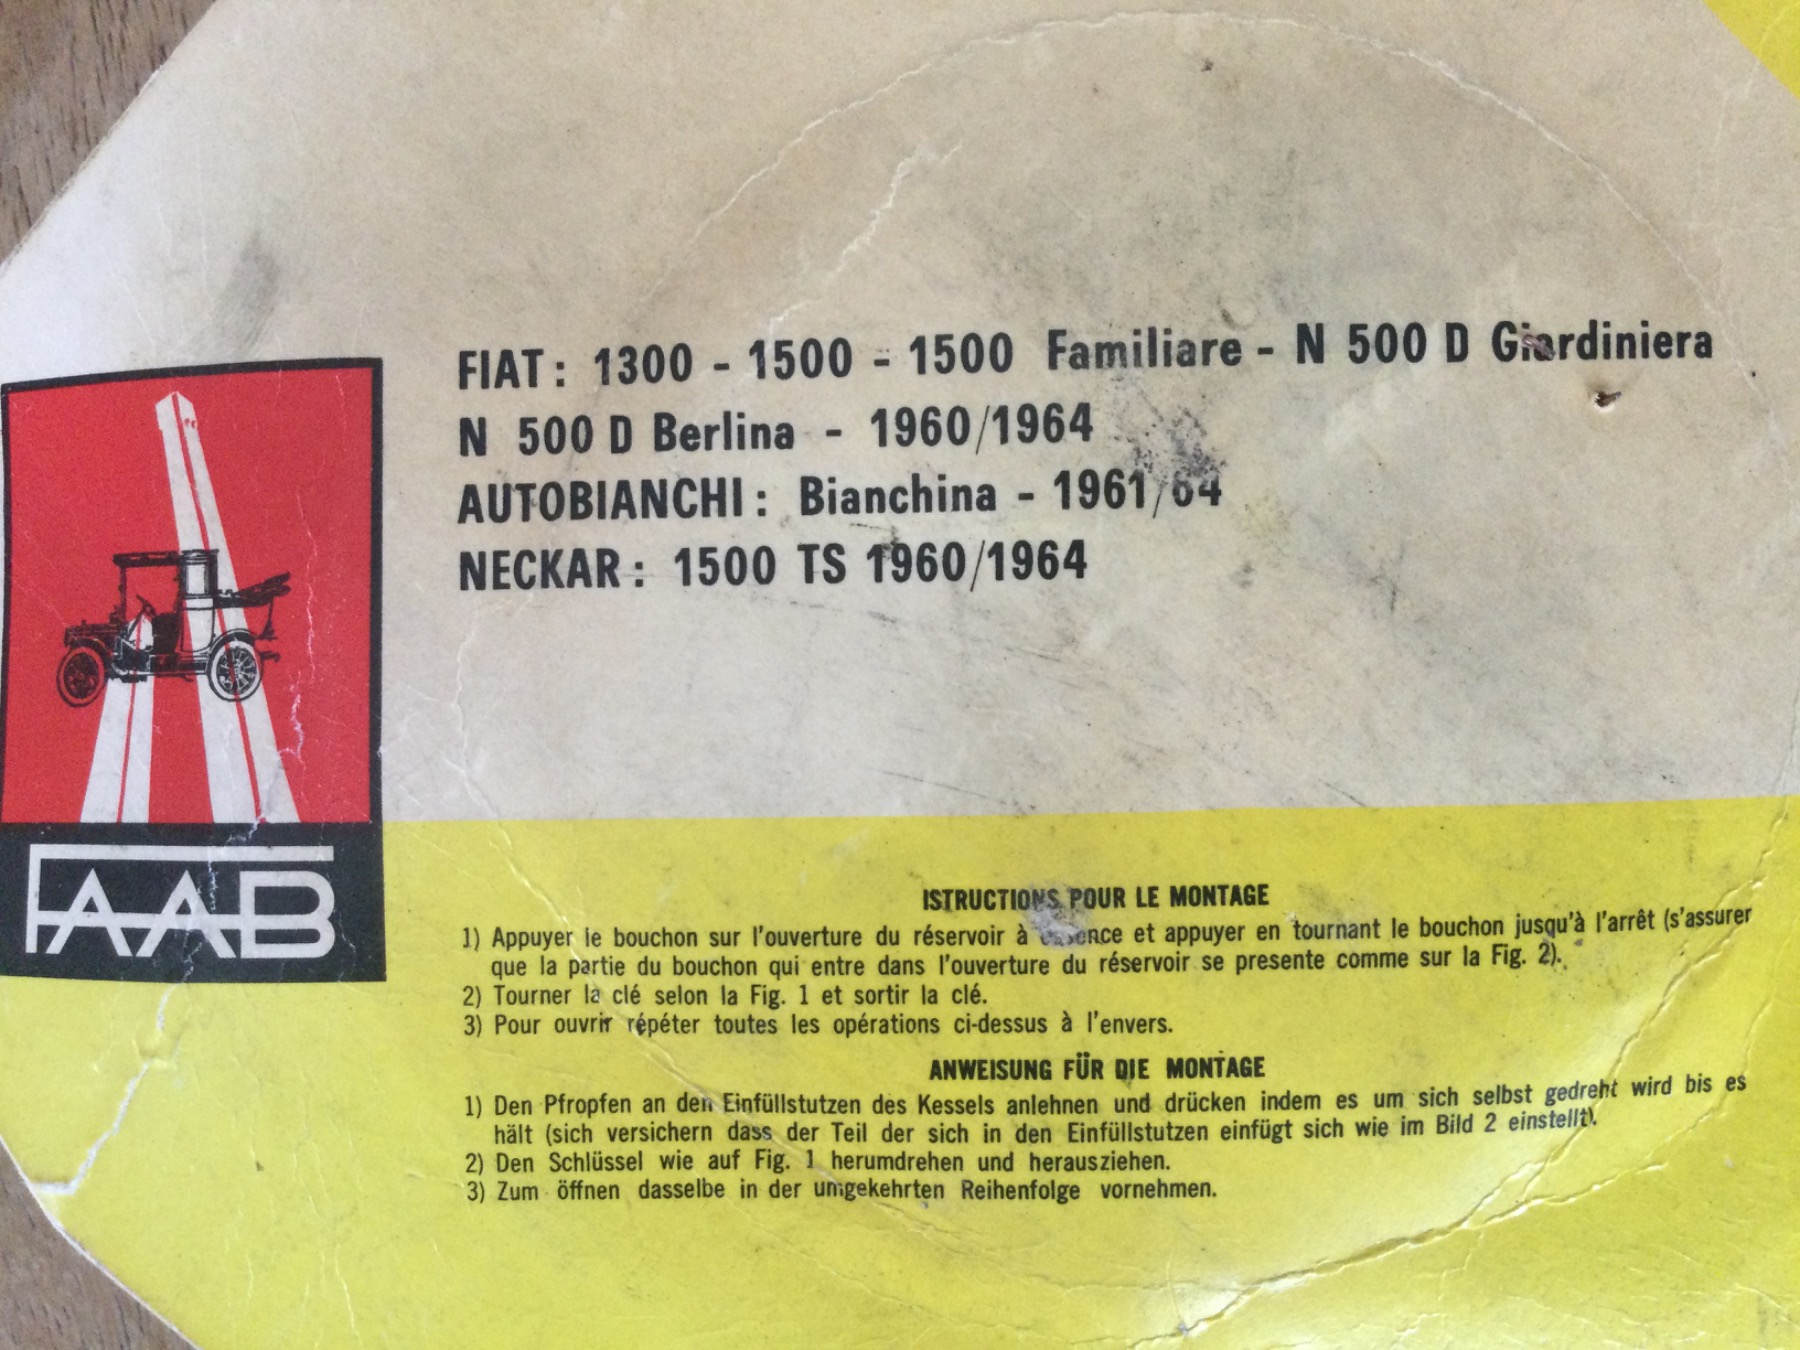 FIAT : 1300 - 1500 - 1500 Familiare - N 500 D Giardiniera
N 500 D Berlina - 1960/1964
AUTOBIANCHI : Bianchina - 1961/64
NECKAR : 1500 TS 1960/1964
FAAB
ISTRUCTIONS POUR LE MONTAGE
1) Appuyer le bouchon sur l'ouverture du réservoir à essence et appuyer en tournant le bouchon jusqu'à l'arrêt (s'assurer
que la partie du bouchon qui entre dans l'ouverture du réservoir se presente comme sur la Fig. 2).
2) Tourner la clé selon la Fig. 1 et sortir la clé.
3) Pour ouvrir répéter toutes les opérations ci-dessus à l'envers.
ANWEISUNG FÜR DIE MONTAGE
1) Den Pfropfen an den Einfüllstutzen des Kessels anlehnen und drücken indem es um sich selbst gedreht wird bis es
hält (sich versichern dass der Teil der sich in den Einfüllstutzen einfügt sich wie im Bild 2 einstellt).
2) Den Schlüssel wie auf Fig. 1 herumdrehen und herausziehen.
3) Zum öffnen dasselbe in der umgekehrten Reihenfolge vornehmen.